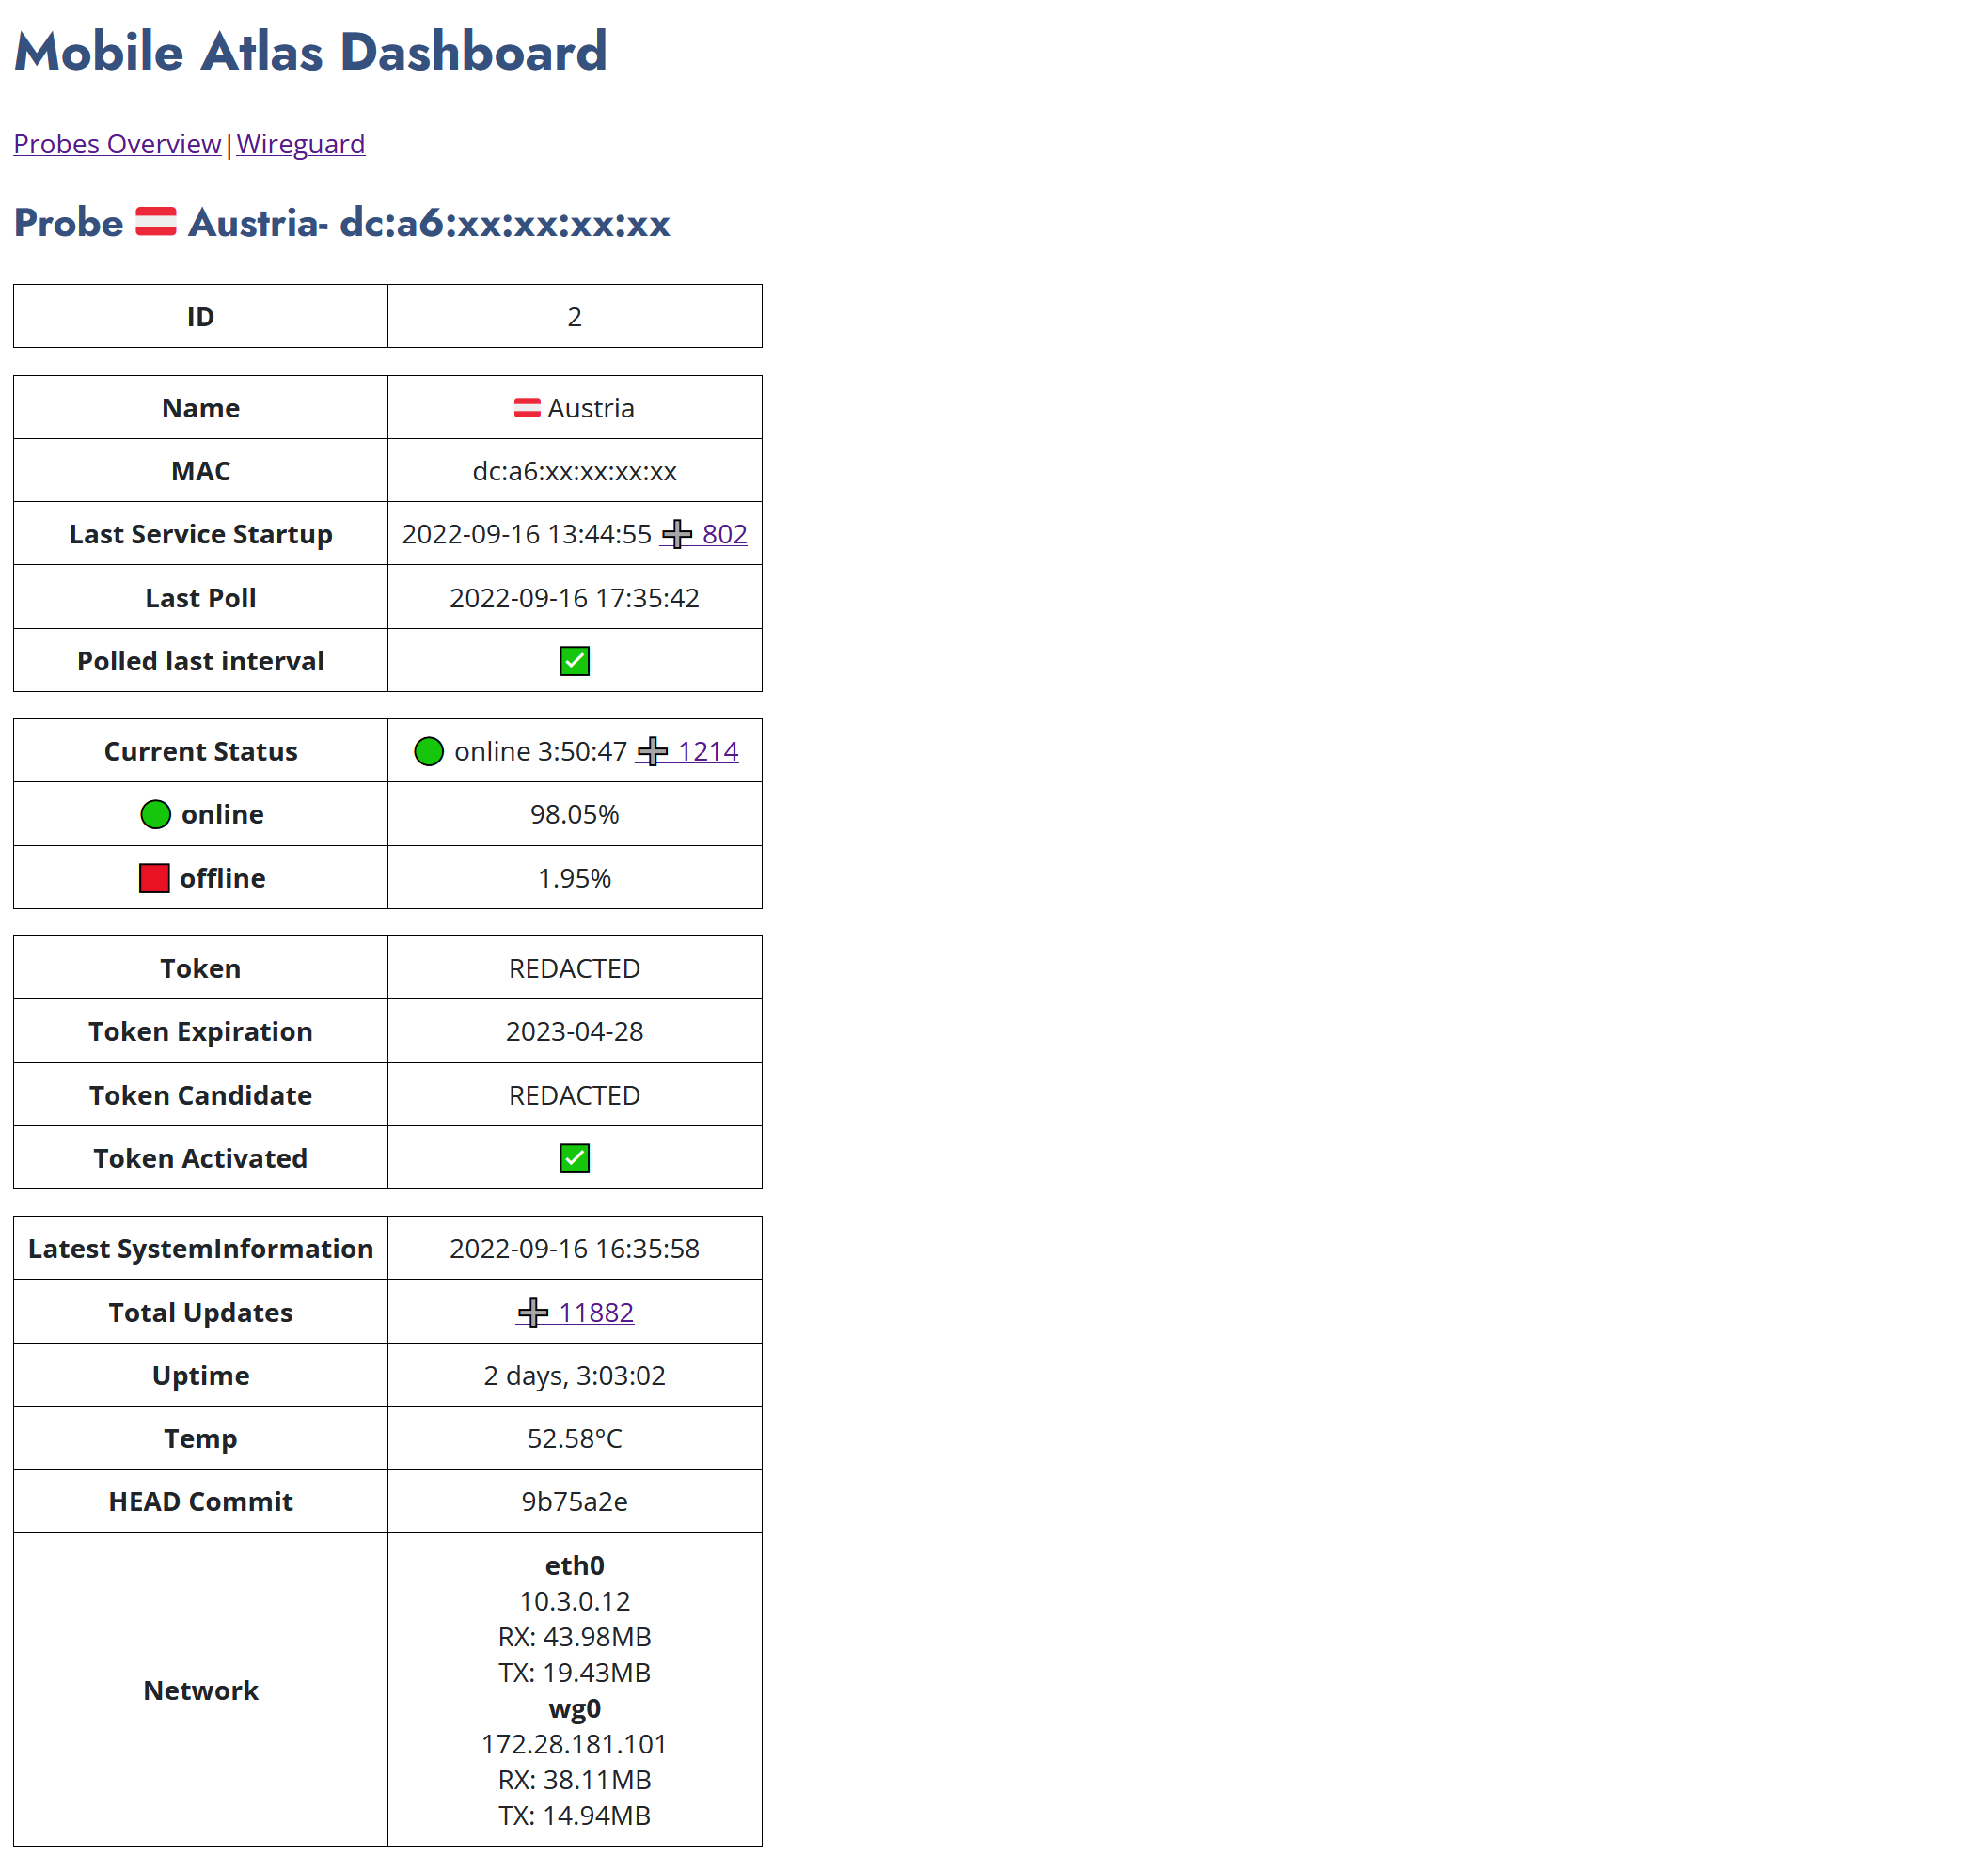 Mobile Atlas Dashboard
Probes Overview|Wireguard
Probe Austria- dc:a6:xx:xx:xx:xx
ID 2
Name Austria
MAC dc:a6:xx:xx:xx:xx
Last Service Startup 2022-09-16 13:44:55 802
Last Poll 2022-09-16 17:35:42
Polled last interval
Current Status online 3:50:47 1214
online 98.05%
offline 1.95%
Token REDACTED
Token Expiration 2023-04-28
Token Candidate REDACTED
Token Activated
Latest SystemInformation 2022-09-16 16:35:58
Total Updates 11882
Uptime 2 days, 3:03:02
Temp 52.58°C
HEAD Commit 9b75a2e
Network
eth0
10.3.0.12
RX: 43.98MB
TX: 19.43MB
wg0
172.28.181.101
RX: 38.11MB
TX: 14.94MB